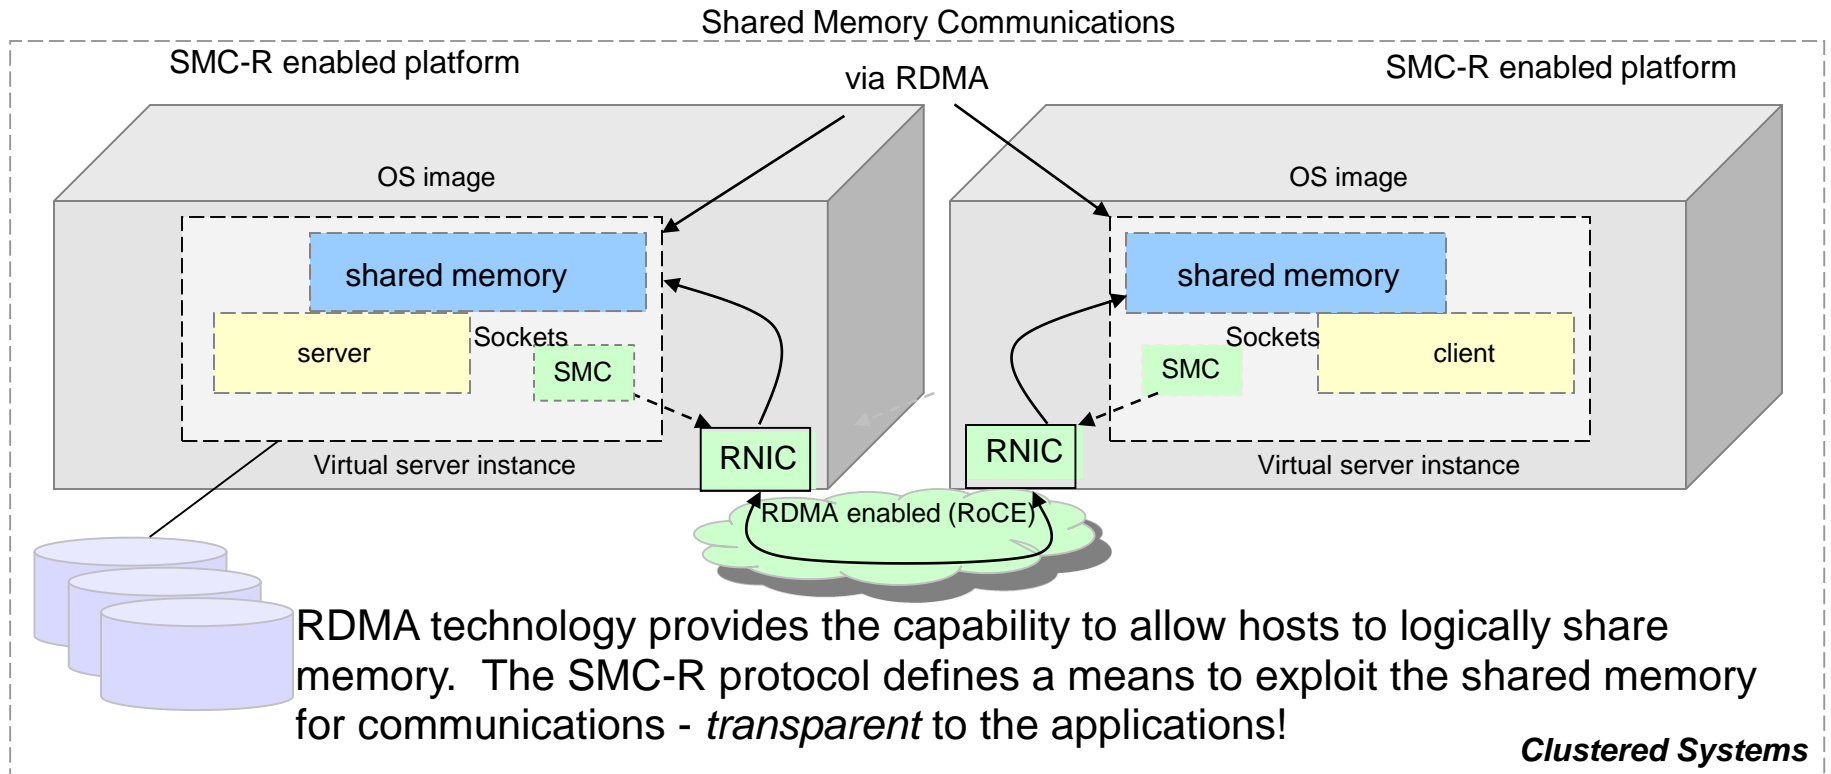 Shared Memory Communications
via RDMA
SMC-R enabled platform
SMC-R enabled platform
OS image
shared memory
Sockets
server
SMC
RNIC
Virtual server instance
OS image
shared memory
Sockets
client
SMC
RNIC
Virtual server instance
RDMA enabled (RoCE)
RDMA technology provides the capability to allow hosts to logically share
memory.  The SMC-R protocol defines a means to exploit the shared memory
for communications - transparent to the applications!
Clustered Systems